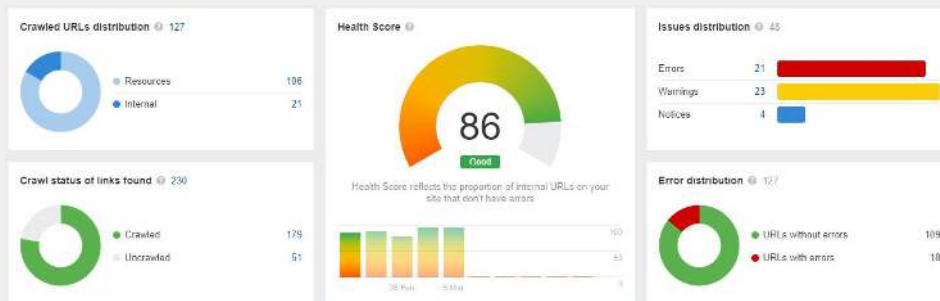 Crawled URLs distribution 127
Resources 106
Internal 21
Crawl status of links found 230
Crawled 179
Uncrawled 51
Health Score
86
Good
Health Score reflects the proportion of internal URLs on your
site that don't have errors
100
50
0
5 Mar
Issues distribution 48
Errors 21
Warnings 23
Notices 4
Error distribution 127
URLs without errors 109
URLs with errors 18